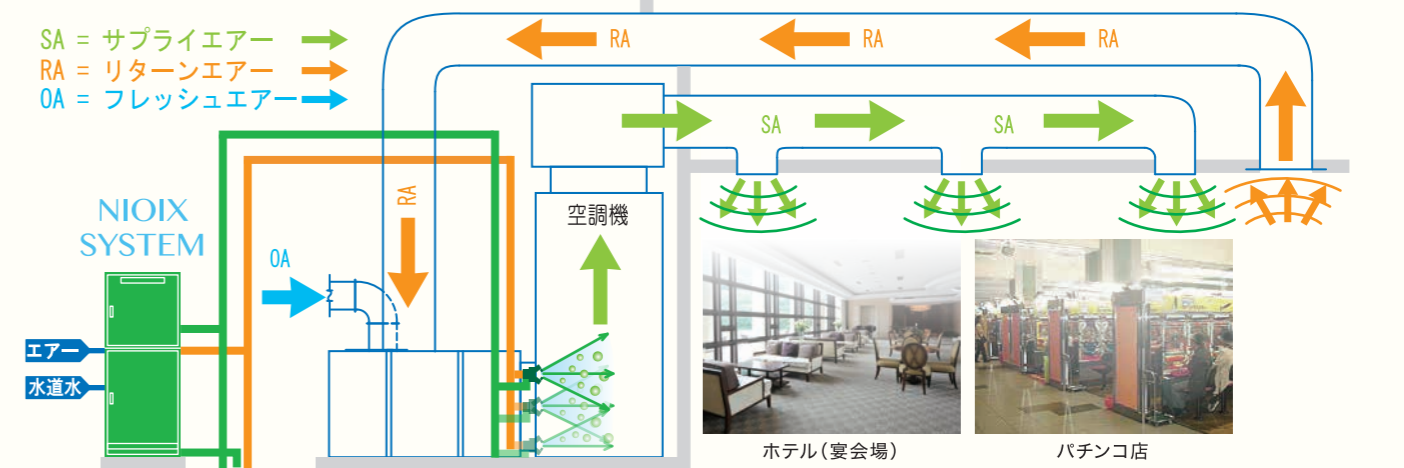 SA = サプライエアー
RA = リターンエアー
OA = フレッシュエアー
RA
RA
RA
SA
SA
RA
NIOIX
SYSTEM
OA
空調機
エアー
水道水
ホテル(宴会場)
パチンコ店